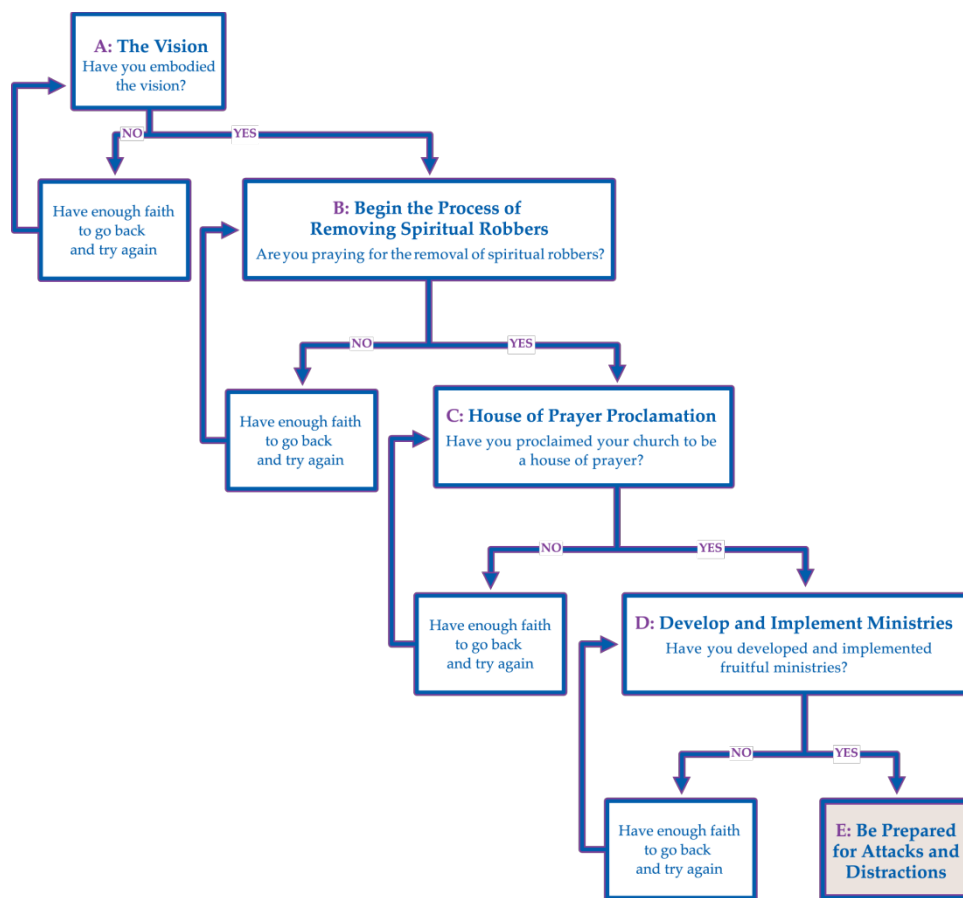 A: The Vision
Have you embodied
the vision?
NO
YES
Have enough faith
to go back
and try again
B: Begin the Process of
Removing Spiritual Robbers
Are you praying for the removal of spiritual robbers?
NO
YES
Have enough faith
to go back
and try again
C: House of Prayer Proclamation
Have you proclaimed your church to be
a house of prayer?
NO
YES
Have enough faith
to go back
and try again
D: Develop and Implement Ministries
Have you developed and implemented
fruitful ministries?
NO
YES
Have enough faith
to go back
and try again
E: Be Prepared
for Attacks and
Distractions